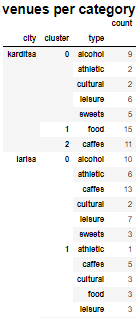 venues per category
count
city cluster type
karditsa 0 alcohol 9
athletic 2
cultural 2
leisure 6
sweets 5
1 food 15
2 caffes 11
larisa 0 alcohol 10
athletic 6
caffes 13
cultural 2
leisure 7
sweets 3
1 athletic 1
caffes 5
cultural 3
food 3
leisure 3